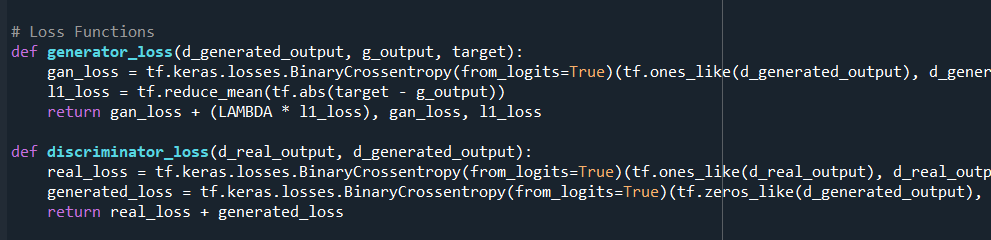 # Loss Functions
def generator_loss(d_generated_output, g_output, target):
    gan_loss = tf.keras.losses.BinaryCrossentropy(from_logits=True)(tf.ones_like(d_generated_output), d_gener
    l1_loss = tf.reduce_mean(tf.abs(target - g_output))
    return gan_loss + (LAMBDA * l1_loss), gan_loss, l1_loss
def discriminator_loss(d_real_output, d_generated_output):
    real_loss = tf.keras.losses.BinaryCrossentropy(from_logits=True)(tf.ones_like(d_real_output), d_real_outp
    generated_loss = tf.keras.losses.BinaryCrossentropy(from_logits=True)(tf.zeros_like(d_generated_output),
    return real_loss + generated_loss